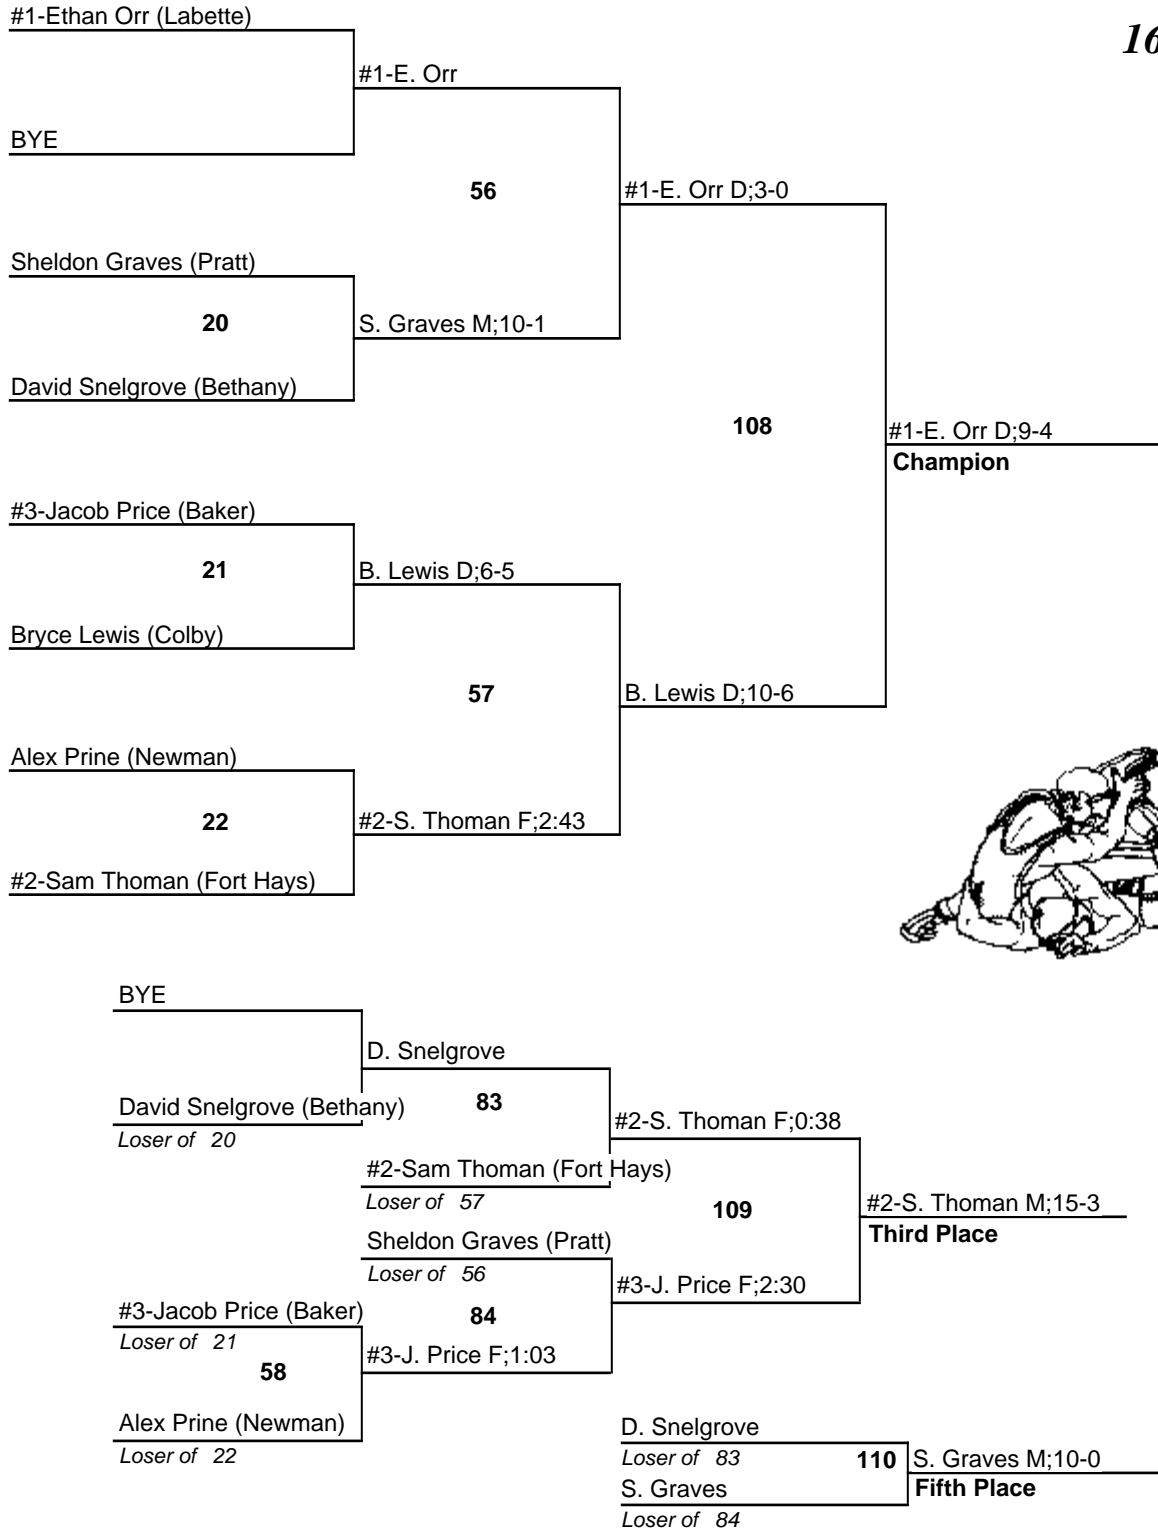 #1-Ethan Orr (Labette)
16
#1-E. Orr
BYE
56
#1-E. Orr D;3-0
Sheldon Graves (Pratt)
20
S. Graves M;10-1
David Snelgrove (Bethany)
108
#1-E. Orr D;9-4
Champion
#3-Jacob Price (Baker)
21
B. Lewis D;6-5
Bryce Lewis (Colby)
57
B. Lewis D;10-6
Alex Prine (Newman)
22
#2-S. Thoman F;2:43
#2-Sam Thoman (Fort Hays)
BYE
D. Snelgrove
83
David Snelgrove (Bethany)
Loser of 20
#2-S. Thoman F;0:38
#2-Sam Thoman (Fort Hays)
Loser of 57
109
#2-S. Thoman M;15-3
Third Place
Sheldon Graves (Pratt)
Loser of 56
#3-J. Price F;2:30
#3-Jacob Price (Baker)
Loser of 21
84
58
#3-J. Price F;1:03
Alex Prine (Newman)
Loser of 22
D. Snelgrove
Loser of 83
110
S. Graves M;10-0
Fifth Place
S. Graves
Loser of 84